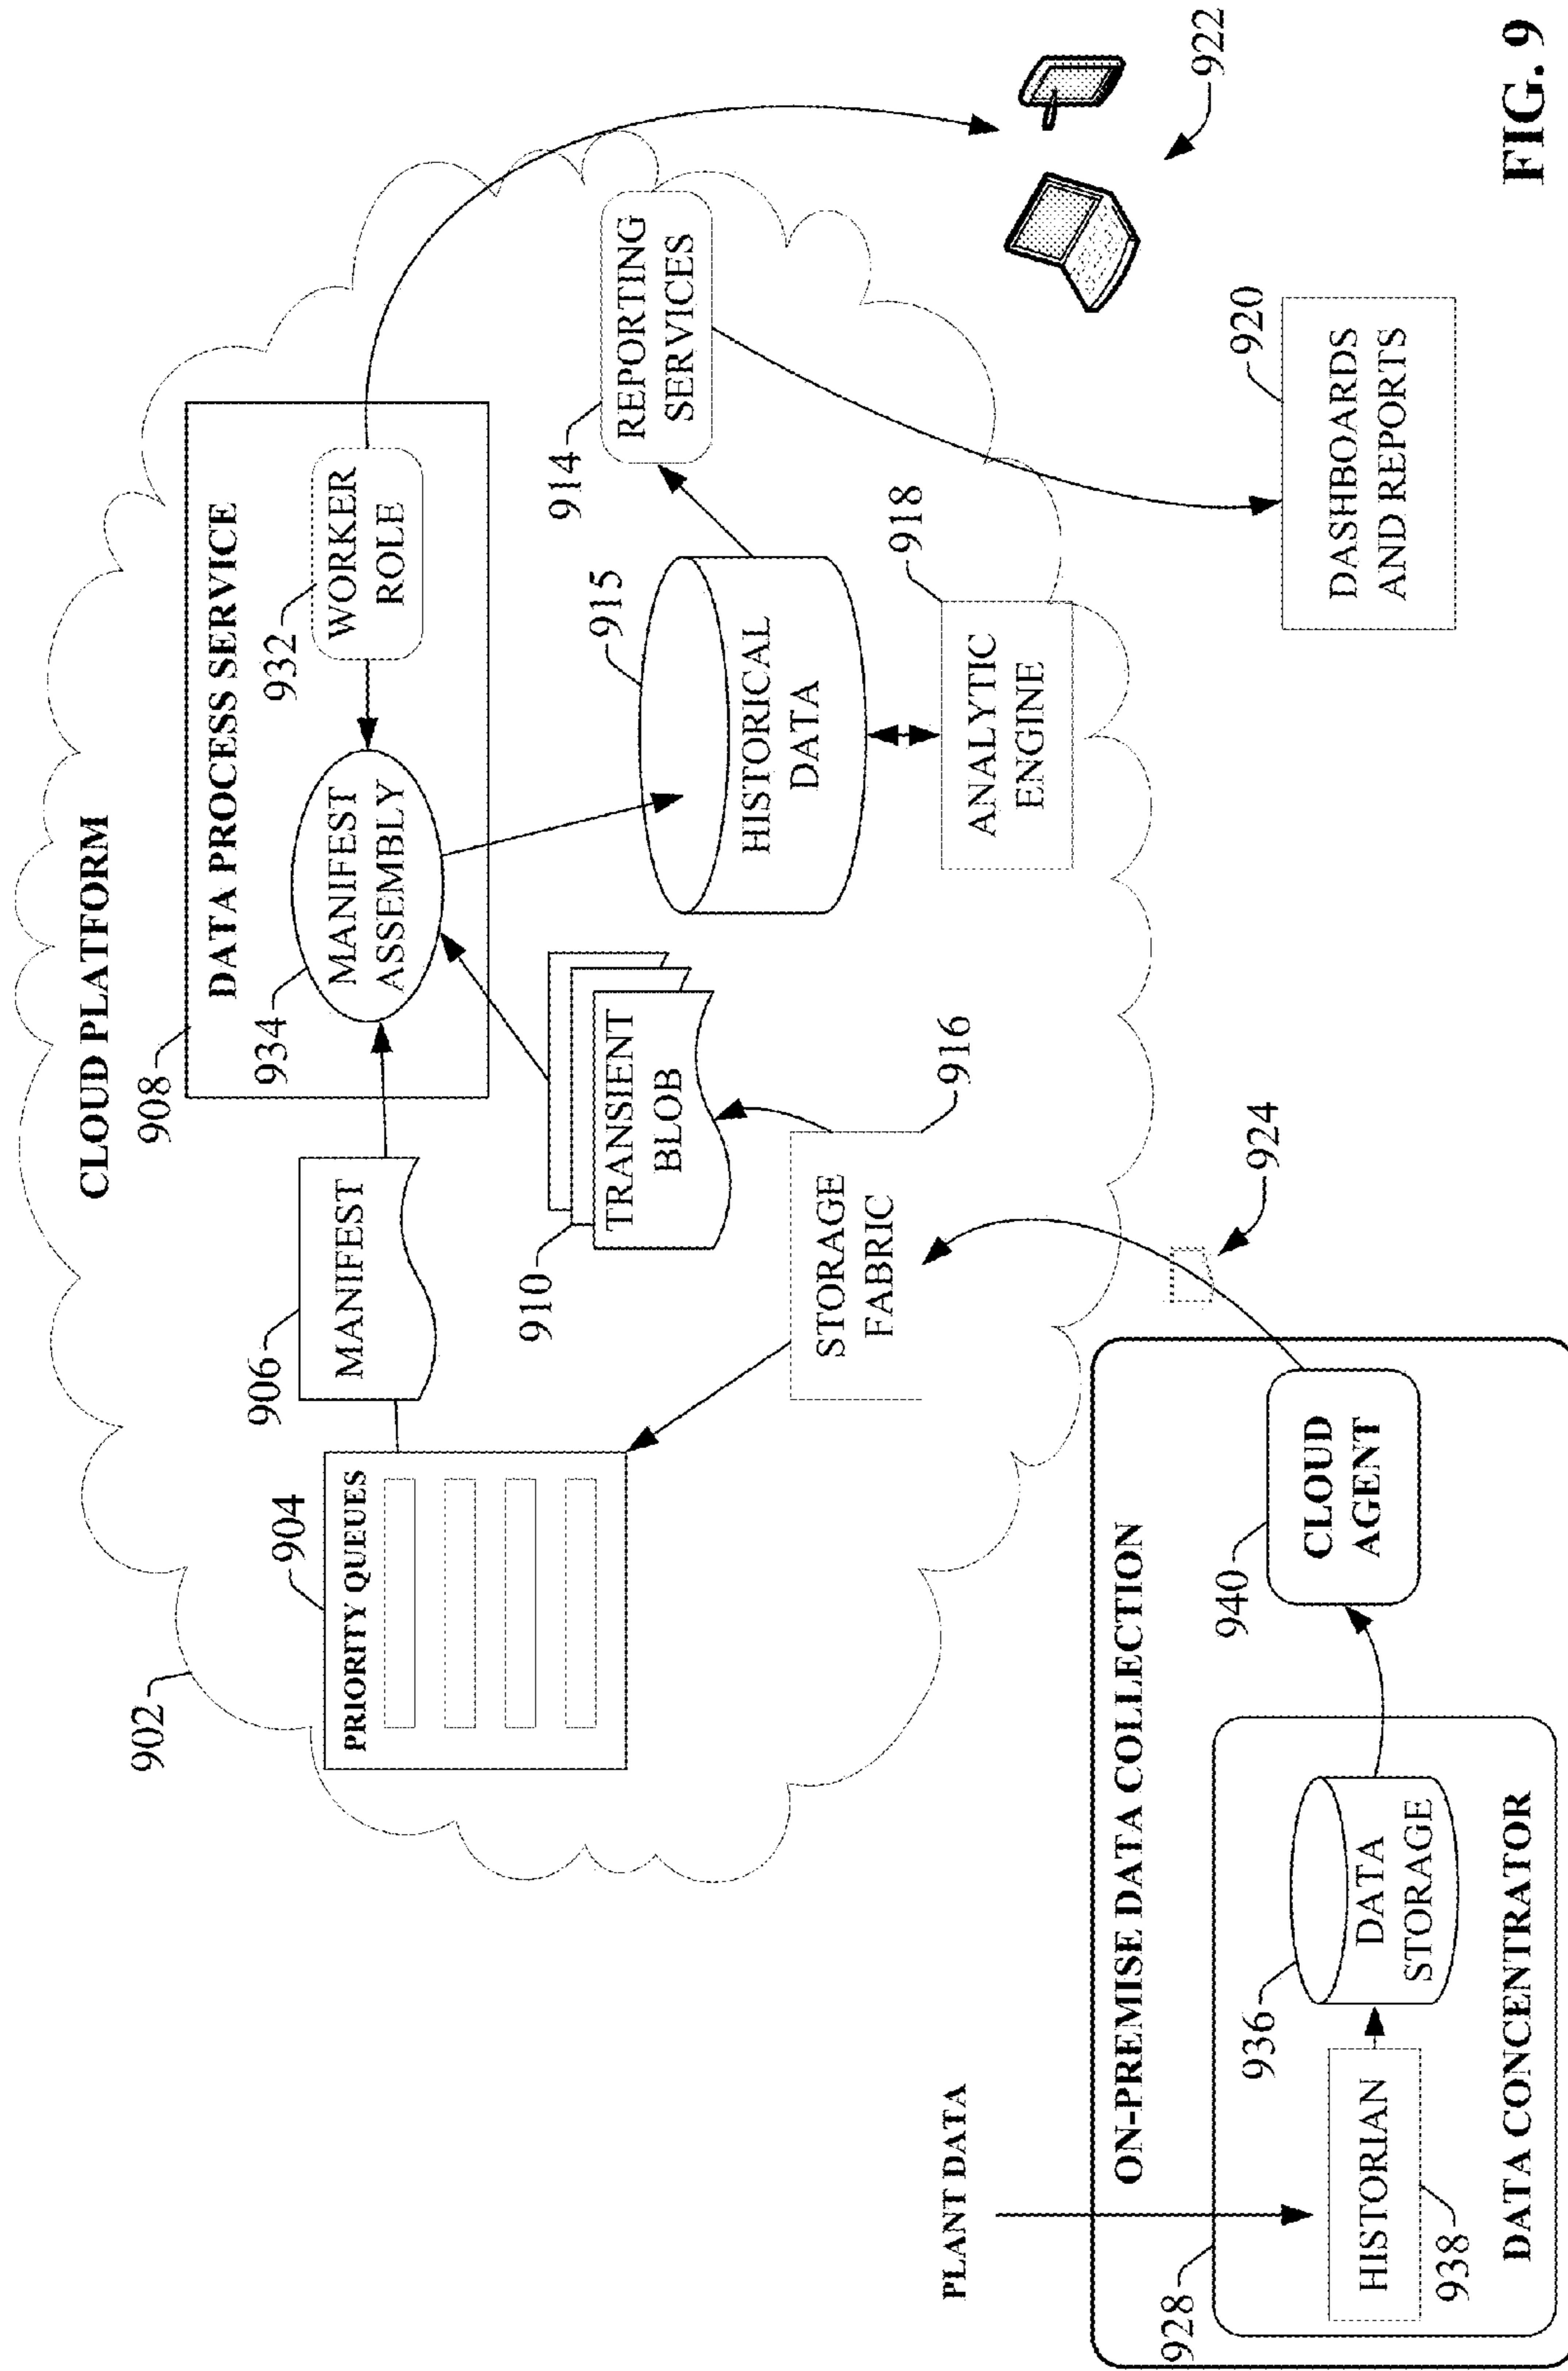 CLOUD PLATFORM
902
904
PRIORITY QUEUES
906
MANIFEST
908
DATA PROCESS SERVICE
934
MANIFEST
ASSEMBLY
932
WORKER
ROLE
910
TRANSIENT
BLOB
915
HISTORICAL
DATA
914
REPORTING
SERVICES
STORAGE
FABRIC
916
918
ANALYTIC
ENGINE
922
924
920
DASHBOARDS
AND REPORTS
PLANT DATA
ON-PREMISE DATA COLLECTION
928
HISTORIAN
938
936
DATA
STORAGE
DATA CONCENTRATOR
940
CLOUD
AGENT
FIG. 9